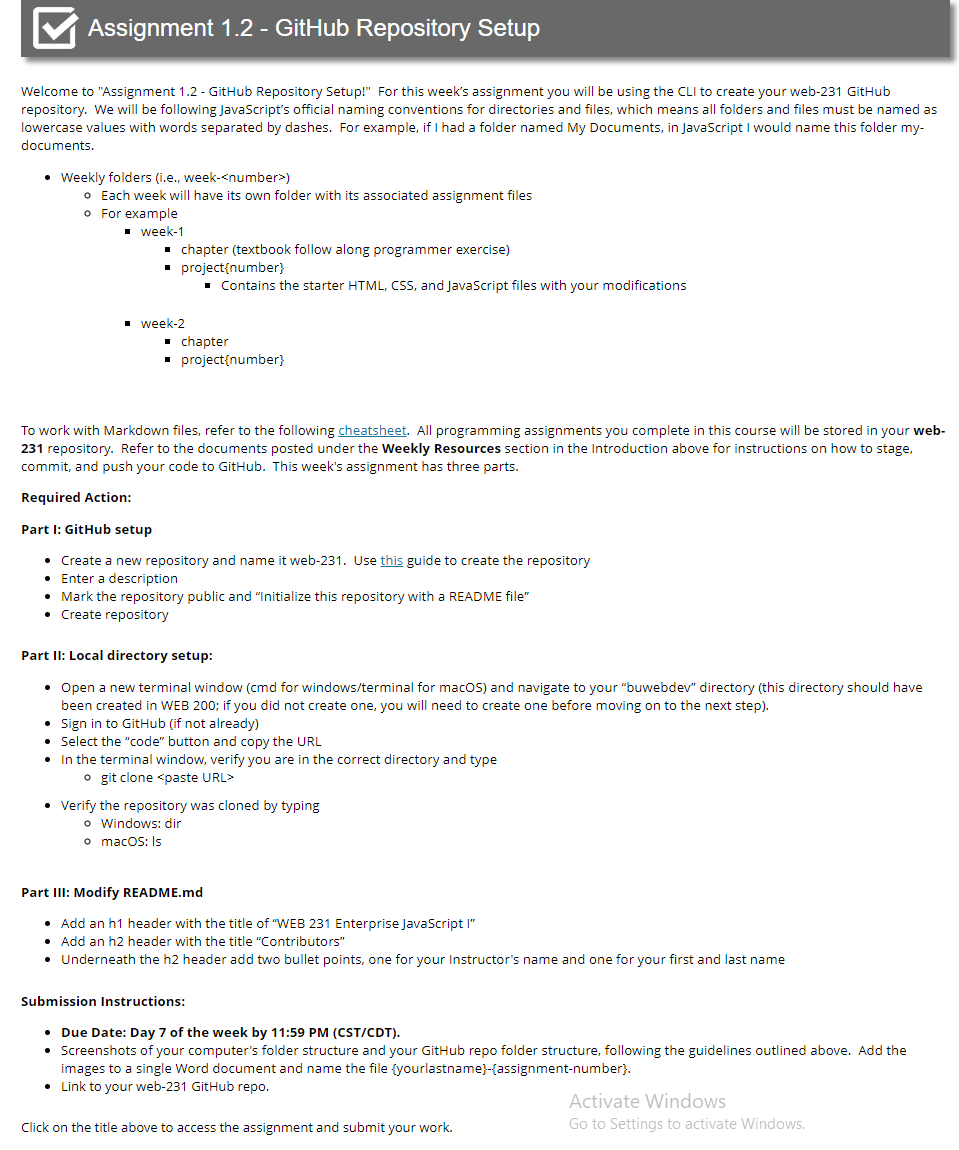 Assignment 1.2 - GitHub Repository Setup
Welcome to "Assignment 1.2 - GitHub Repository Setup!"  For this week’s assignment you will be using the CLI to create your web-231 GitHub
repository.  We will be following JavaScript’s official naming conventions for directories and files, which means all folders and files must be named as
lowercase values with words separated by dashes.  For example, if I had a folder named My Documents, in JavaScript I would name this folder my-
documents.
• Weekly folders (i.e., week-<number>)
◦ Each week will have its own folder with its associated assignment files
◦ For example
▪ week-1
▪ chapter (textbook follow along programmer exercise)
▪ project{number}
▪ Contains the starter HTML, CSS, and JavaScript files with your modifications
▪ week-2
▪ chapter
▪ project{number}
To work with Markdown files, refer to the following cheatsheet.  All programming assignments you complete in this course will be stored in your web-
231 repository.  Refer to the documents posted under the Weekly Resources section in the Introduction above for instructions on how to stage,
commit, and push your code to GitHub.  This week's assignment has three parts.
Required Action:
Part I: GitHub setup
• Create a new repository and name it web-231.  Use this guide to create the repository
• Enter a description
• Mark the repository public and “Initialize this repository with a README file”
• Create repository
Part II: Local directory setup:
• Open a new terminal window (cmd for windows/terminal for macOS) and navigate to your “buwebdev” directory (this directory should have
been created in WEB 200; if you did not create one, you will need to create one before moving on to the next step).
• Sign in to GitHub (if not already)
• Select the “code” button and copy the URL
• In the terminal window, verify you are in the correct directory and type
◦ git clone <paste URL>
• Verify the repository was cloned by typing
◦ Windows: dir
◦ macOS: ls
Part III: Modify README.md
• Add an h1 header with the title of “WEB 231 Enterprise JavaScript I”
• Add an h2 header with the title “Contributors”
• Underneath the h2 header add two bullet points, one for your Instructor's name and one for your first and last name
Submission Instructions:
• Due Date: Day 7 of the week by 11:59 PM (CST/CDT).
• Screenshots of your computer's folder structure and your GitHub repo folder structure, following the guidelines outlined above.  Add the
images to a single Word document and name the file {yourlastname}-{assignment-number}.
• Link to your web-231 GitHub repo.
Activate Windows
Go to Settings to activate Windows.
Click on the title above to access the assignment and submit your work.